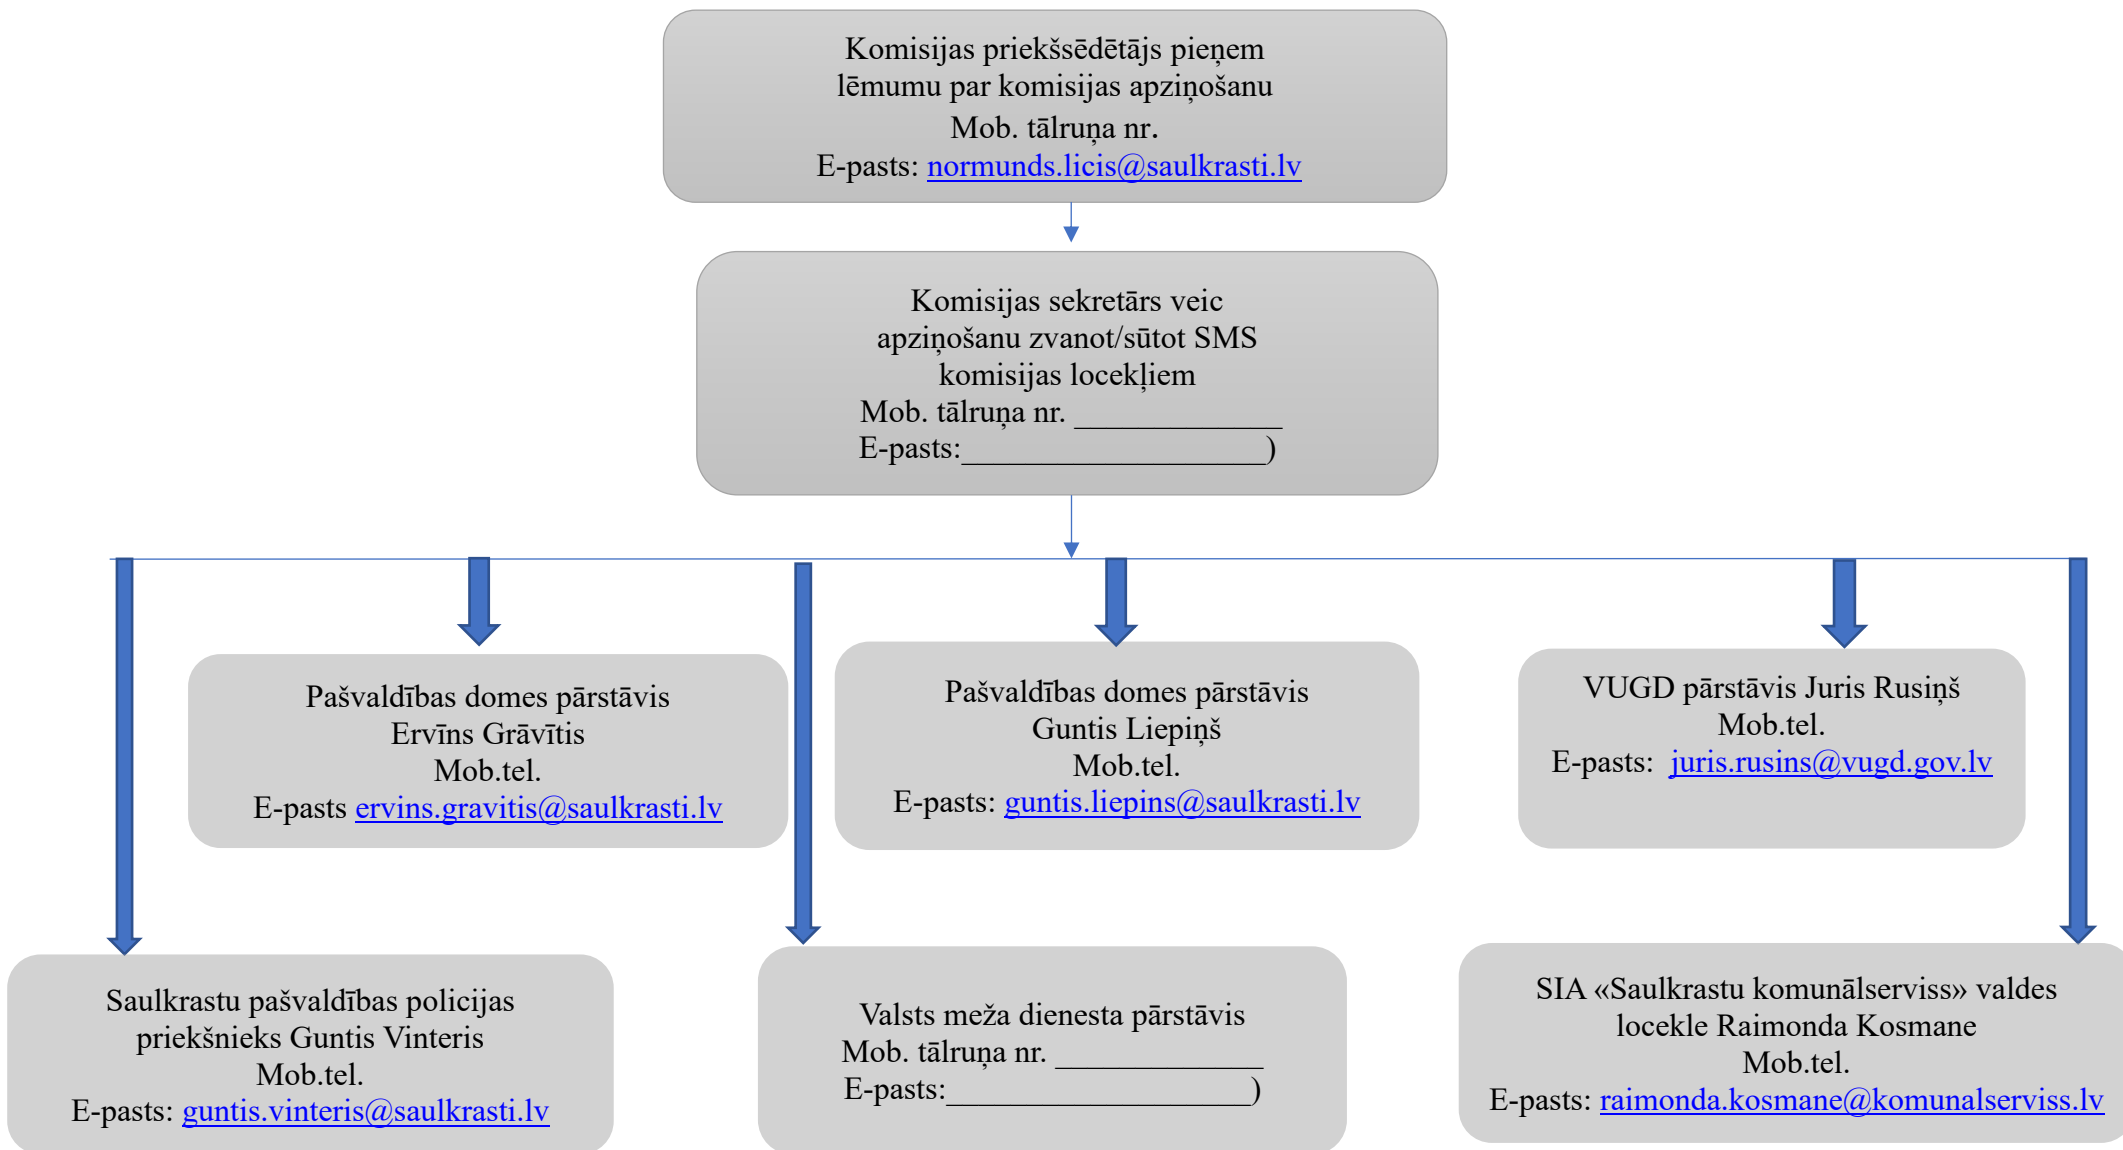 Komisijas priekšsēdētājs pieņem
lēmumu par komisijas apziņošanu
Mob. tālruņa nr.
E-pasts: normunds.licis@saulkrasti.lv
Komisijas sekretārs veic
apziņošanu zvanot/sūtot SMS
komisijas locekļiem
Mob. tālruņa nr. _____________
E-pasts:___________________)
Pašvaldības domes pārstāvis
Ervīns Grāvītis
Mob.tel.
E-pasts ervins.gravitis@saulkrasti.lv
Pašvaldības domes pārstāvis
Guntis Liepiņš
Mob.tel.
E-pasts: guntis.liepins@saulkrasti.lv
VUGD pārstāvis Juris Rusiņš
Mob.tel.
E-pasts: juris.rusins@vugd.gov.lv
Saulkrastu pašvaldības policijas
priekšnieks Guntis Vinteris
Mob.tel.
E-pasts: guntis.vinteris@saulkrasti.lv
Valsts meža dienesta pārstāvis
Mob. tālruņa nr. _____________
E-pasts:___________________)
SIA «Saulkrastu komunālserviss» valdes
locekle Raimonda Kosmane
Mob.tel.
E-pasts: raimonda.kosmane@komunalserviss.lv